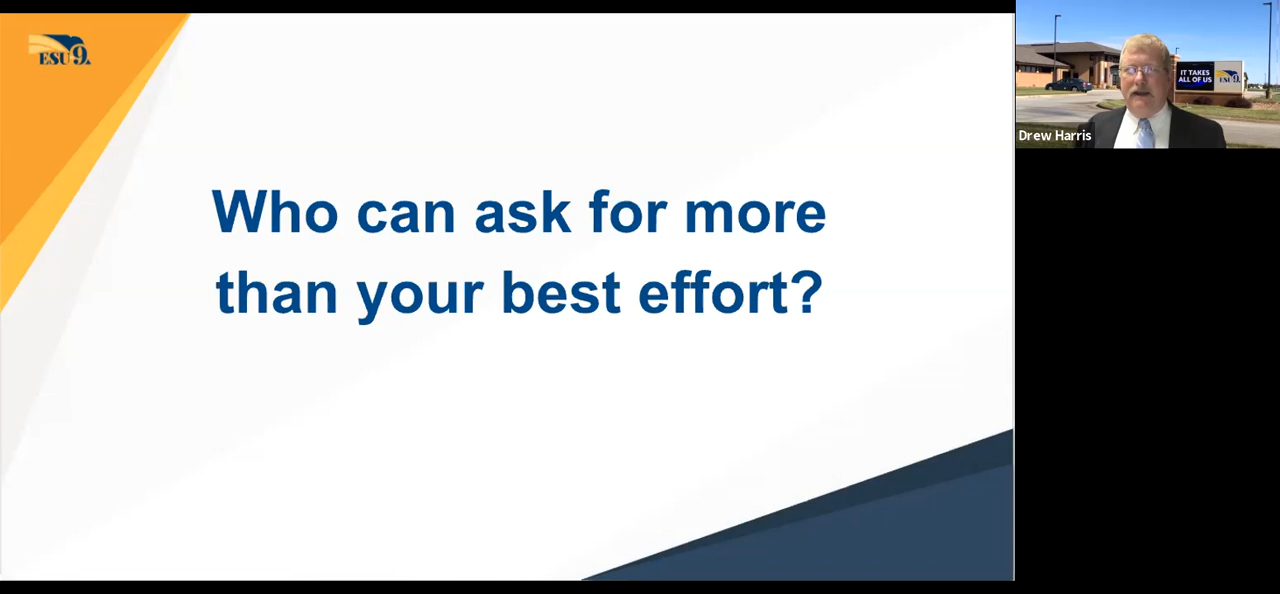 ESU 9
Who can ask for more
than your best effort?
IT TAKES
ALL OF US
ESU 9
Drew Harris